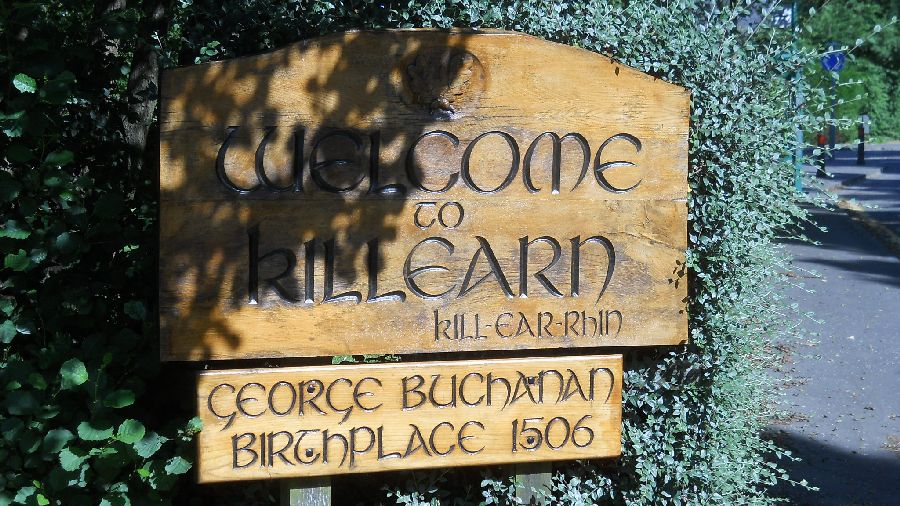 WELCOME
TO
KILLEARN
KILL-EAR-RHIN
GEORGE BUCHANAN
BIRTHPLACE 1506